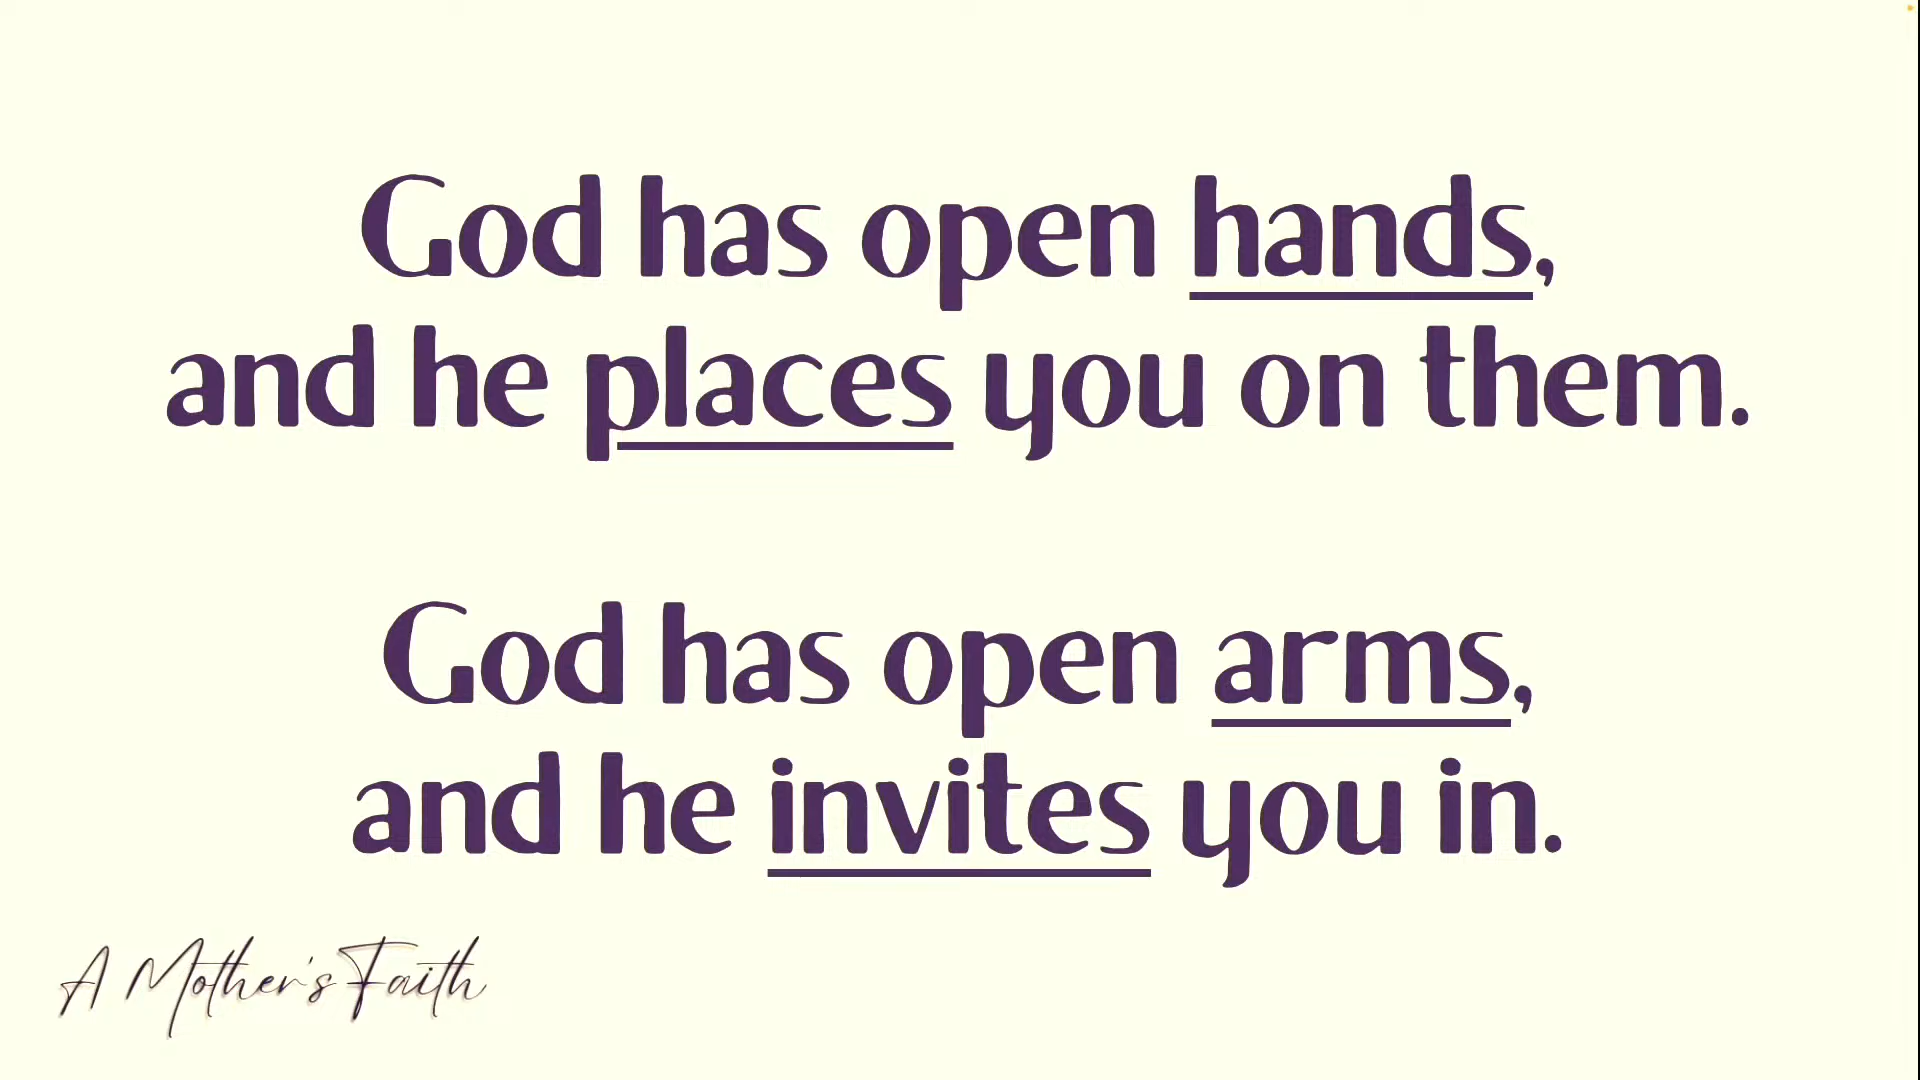 God has open hands,
and he places you on them.
God has open arms,
and he invites you in.
A Mother's Faith